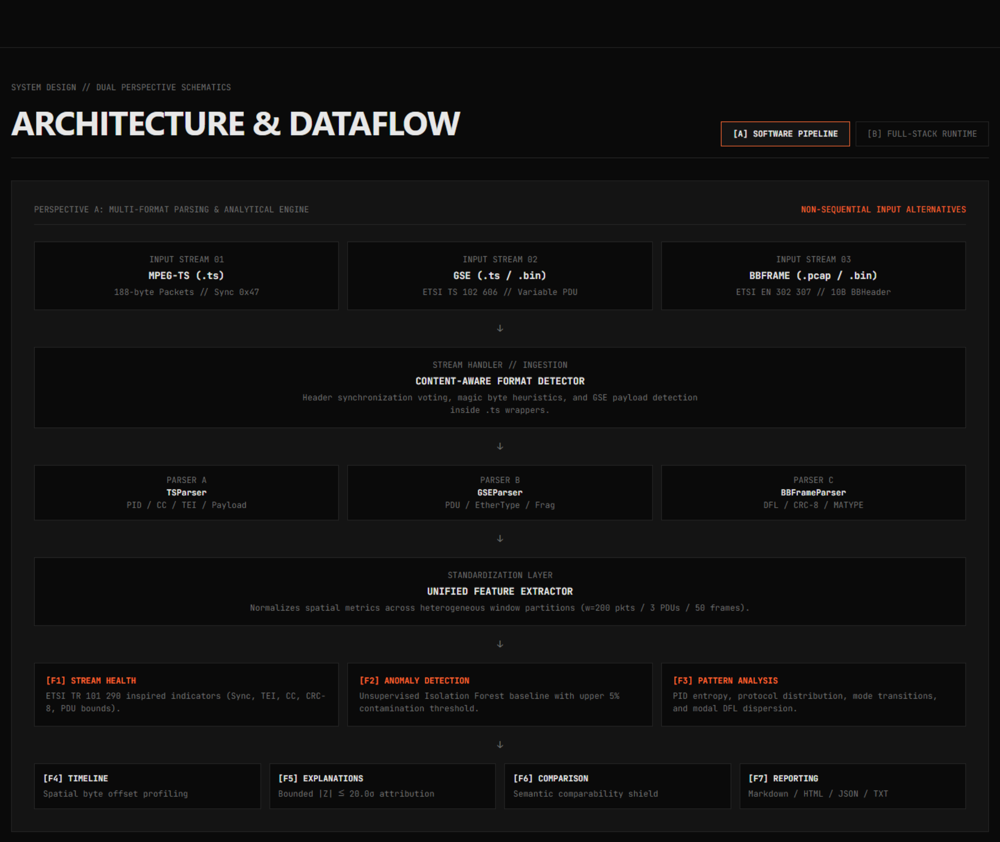 SYSTEM DESIGN // DUAL PERSPECTIVE SCHEMATICS
ARCHITECTURE & DATAFLOW
[A] SOFTWARE PIPELINE
[B] FULL-STACK RUNTIME
PERSPECTIVE A: MULTI-FORMAT PARSING & ANALYTICAL ENGINE
NON-SEQUENTIAL INPUT ALTERNATIVES
INPUT STREAM 01
MPEG-TS (.ts)
188-byte Packets // Sync 0x47
INPUT STREAM 02
GSE (.ts / .bin)
ETSI TS 102 606 // Variable PDU
INPUT STREAM 03
BBFRAME (.pcap / .bin)
ETSI EN 302 307 // 10B BBHeader
↓
STREAM HANDLER // INGESTION
CONTENT-AWARE FORMAT DETECTOR
Header synchronization voting, magic byte heuristics, and GSE payload detection
inside .ts wrappers.
↓
PARSER A
TSParser
PID / CC / TEI / Payload
PARSER B
GSEParser
PDU / EtherType / Frag
PARSER C
BBFrameParser
DFL / CRC-8 / MATYPE
↓
STANDARDIZATION LAYER
UNIFIED FEATURE EXTRACTOR
Normalizes spatial metrics across heterogeneous window partitions (w=200 pkts / 3 PDUs / 50 frames).
↓
[F1] STREAM HEALTH
ETSI TR 101 290 inspired indicators (Sync, TEI, CC, CRC-
8, PDU bounds).
[F2] ANOMALY DETECTION
Unsupervised Isolation Forest baseline with upper 5%
contamination threshold.
[F3] PATTERN ANALYSIS
PID entropy, protocol distribution, mode transitions,
and modal DFL dispersion.
↓
[F4] TIMELINE
Spatial byte offset profiling
[F5] EXPLANATIONS
Bounded |Z| ≤ 20.0σ attribution
[F6] COMPARISON
Semantic comparability shield
[F7] REPORTING
Markdown / HTML / JSON / TXT